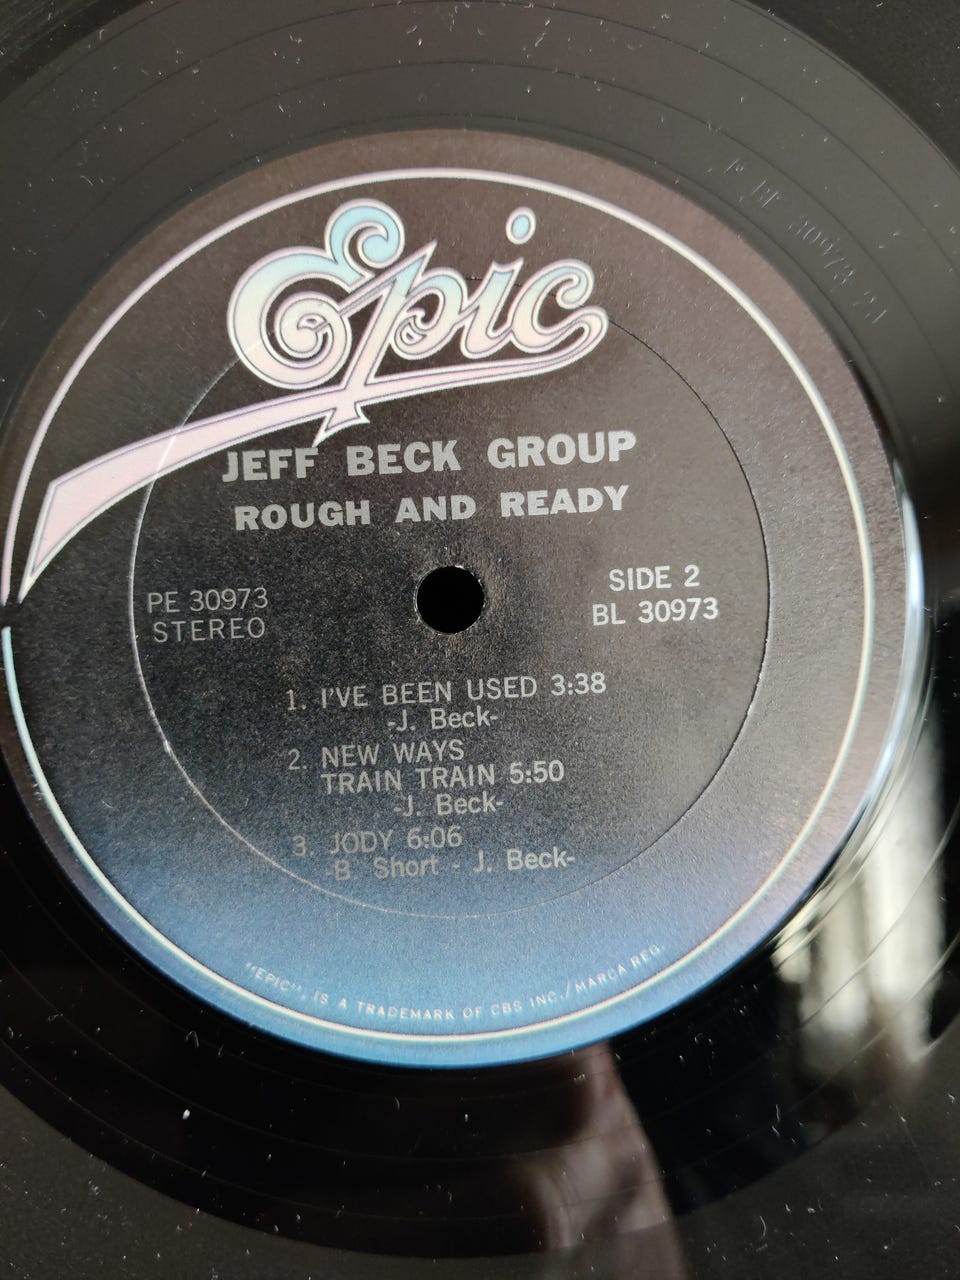 Epic
JEFF BECK GROUP
ROUGH AND READY
PE 30973
STEREO
SIDE 2
BL 30973
1. I'VE BEEN USED 3:38
-J. Beck-
2. NEW WAYS
TRAIN TRAIN 5:50
-J. Beck-
3. JODY 6:06
-B Short - J. Beck-
"EPIC", IS A TRADEMARK OF CBS INC./MARCA REG.
30973